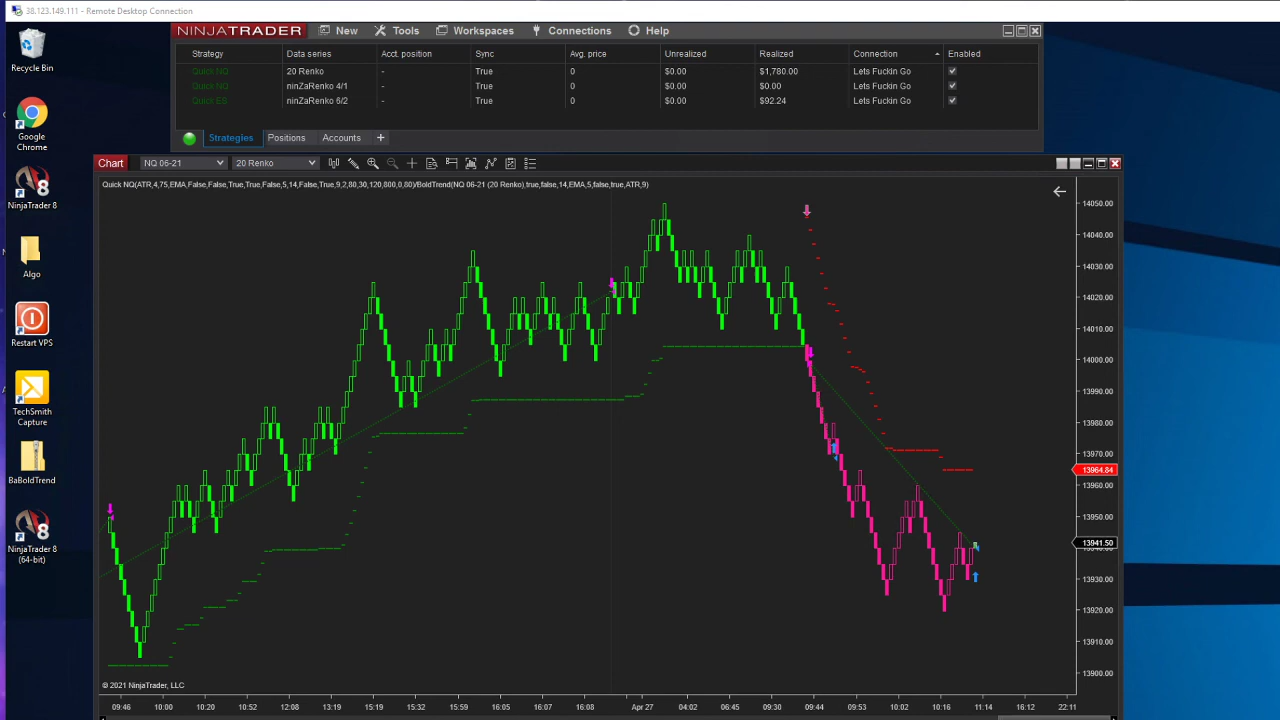 38.123.149.111 - Remote Desktop Connection
Recycle Bin
Google
Chrome
NinjaTrader 8
Algo
Restart VPS
TechSmith
Capture
BaBoldTrend
NinjaTrader 8
(64-bit)
NINJATRADER New Tools Workspaces Connections Help
Strategy Data series Acct. position Sync Avg. price Unrealized Realized Connection Enabled
Quick NQ 20 Renko - True 0 $0.00 $1,780.00 Lets Fuckin Go
Quick NQ ninZaRenko 4/1 - True 0 $0.00 $0.00 Lets Fuckin Go
Quick ES ninZaRenko 6/2 - True 0 $0.00 $92.24 Lets Fuckin Go
Strategies Positions Accounts +
Chart NQ 06-21 20 Renko
Quick NQ(ATR,4,75,EMA,False,False,True,True,False,5,14,False,True,9,2,80,30,120,800,0,80)/BoldTrend(NQ 06-21 (20 Renko),true,false,14,EMA,5,false,true,ATR,9)
14050.00
14040.00
14030.00
14020.00
14010.00
14000.00
13990.00
13980.00
13970.00
13964.84
13960.00
13950.00
13941.50
13930.00
13920.00
13910.00
13900.00
© 2021 NinjaTrader, LLC
09:46 10:00 10:20 10:52 12:08 13:19 15:19 15:59 16:06 16:08 Apr 27 04:02 06:45 09:30 09:44 09:53 10:02 10:16 11:14 16:12 22:11